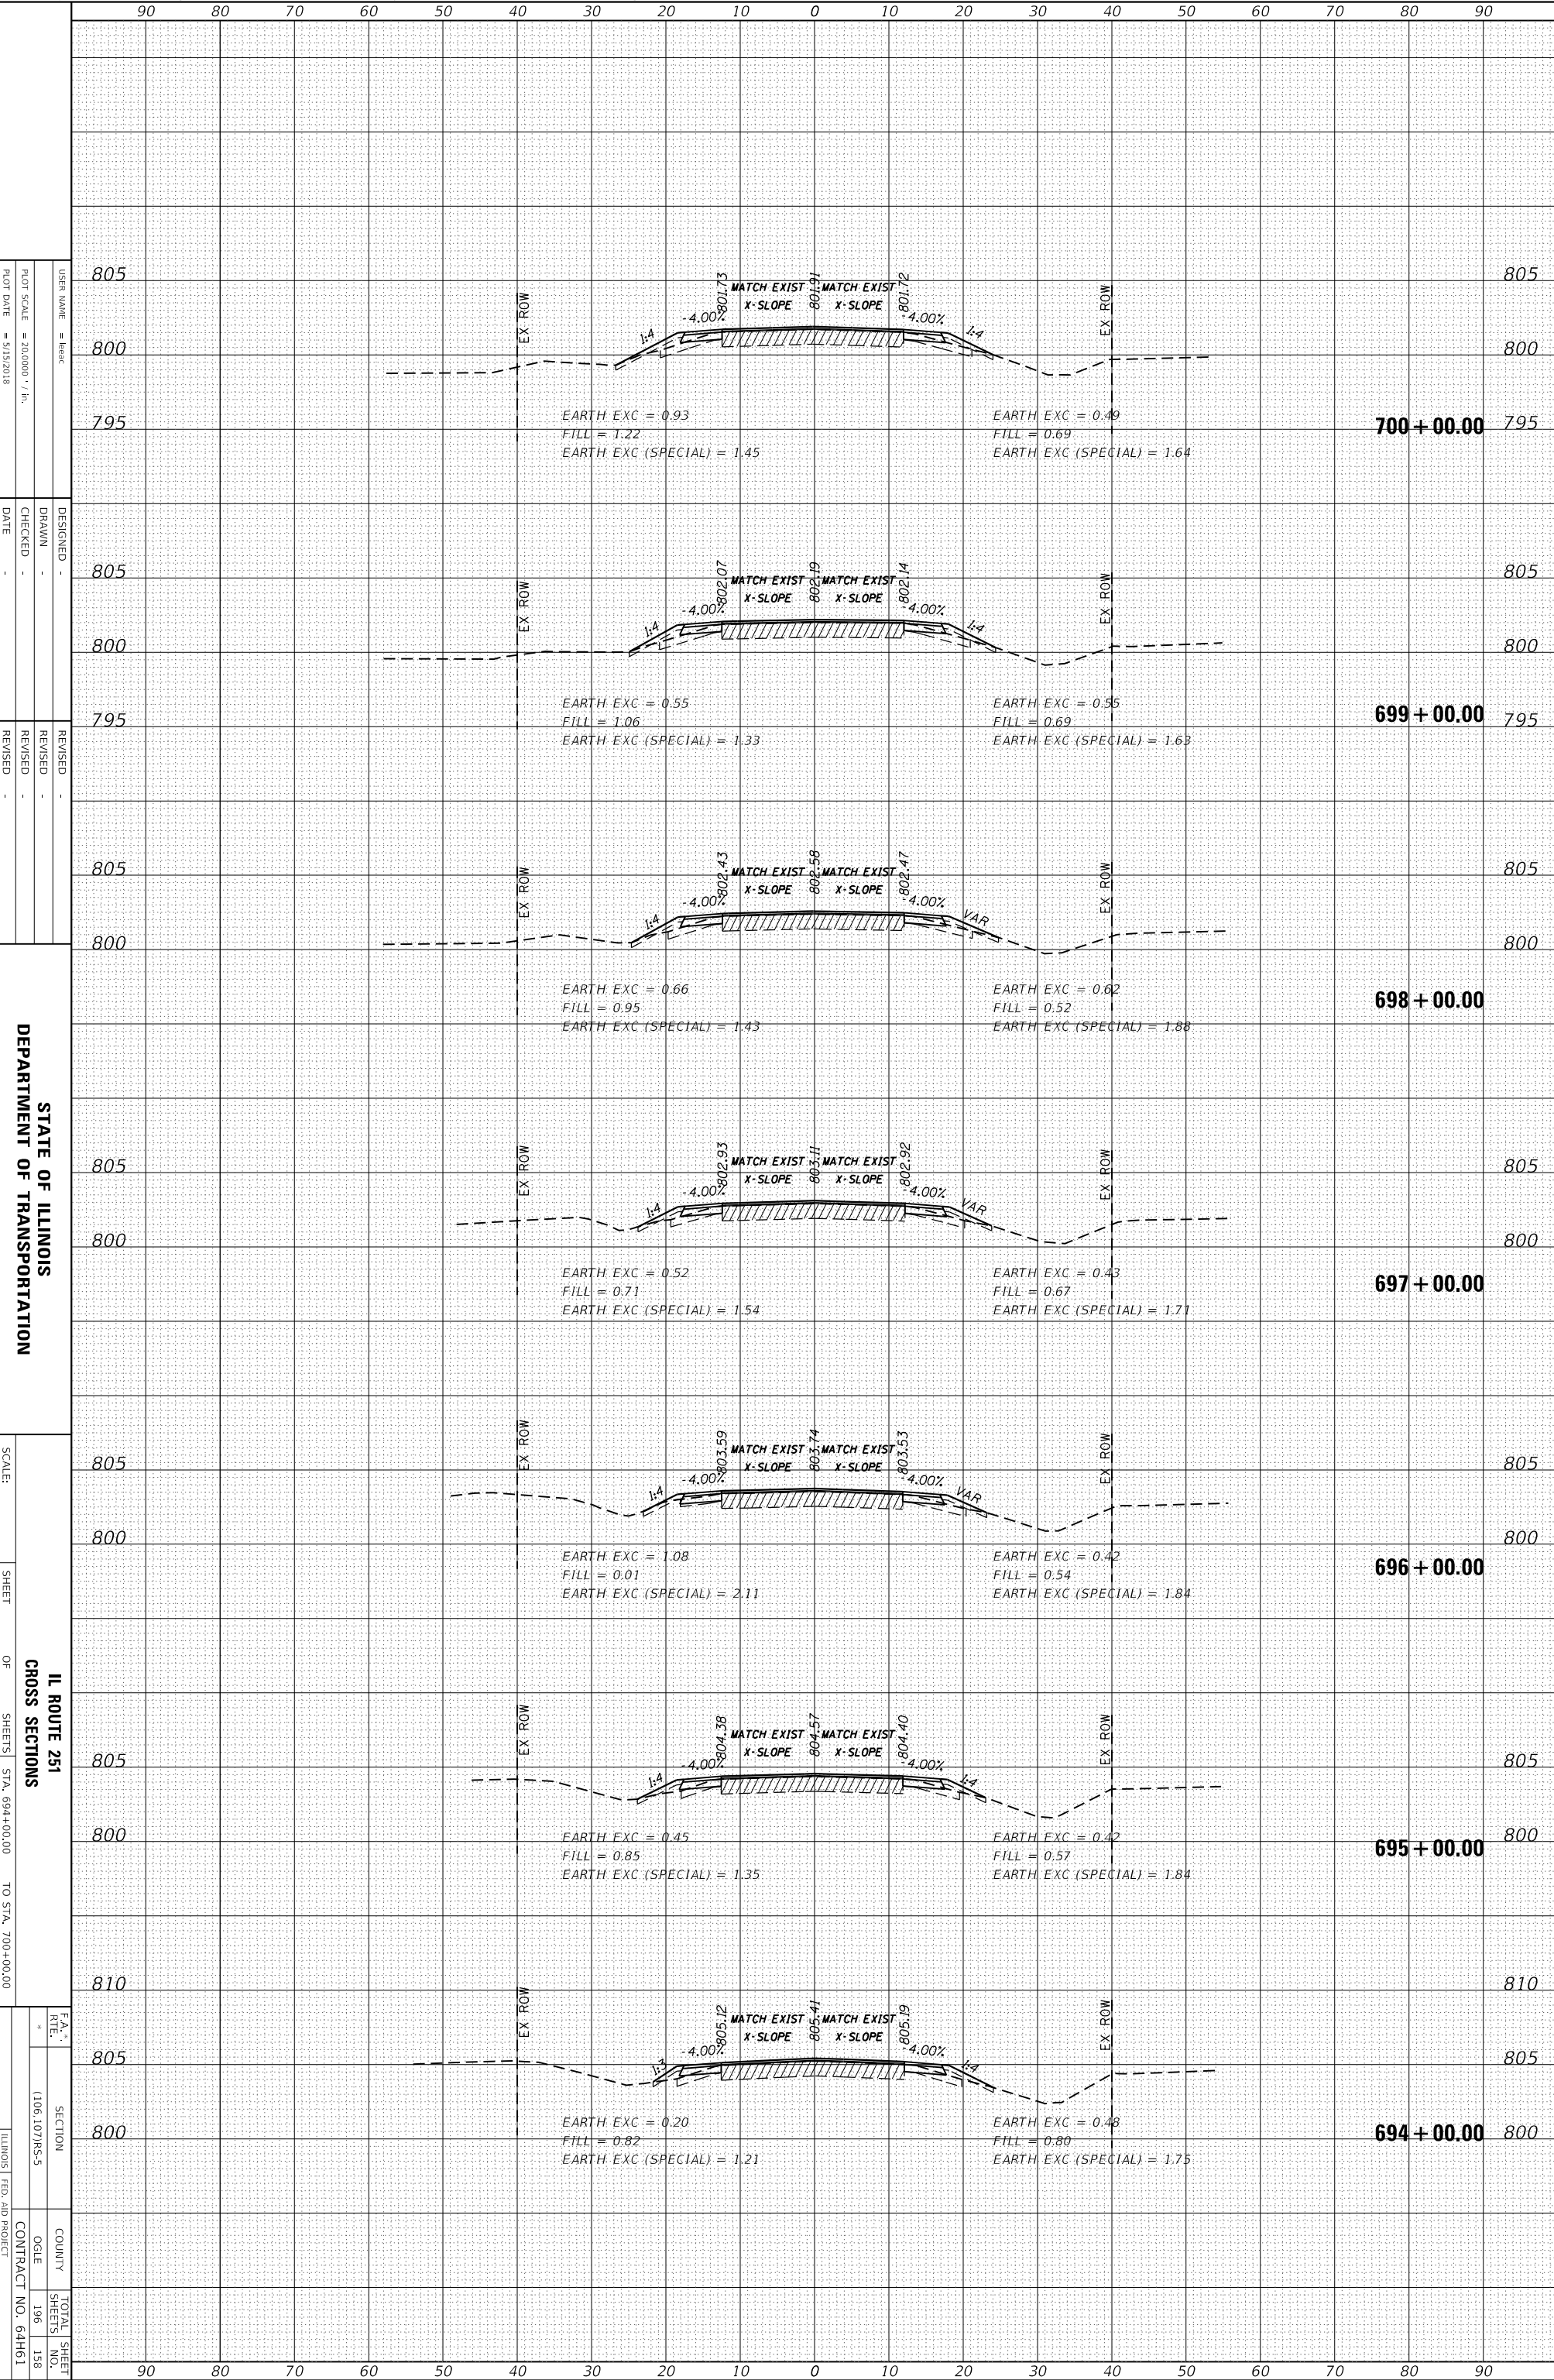 90 80 70 60 50 40 30 20 10 0 10 20 30 40 50 60 70 80 90
805 805
800 800
795 795
EX ROW
1:4
-4.00%
801.73
MATCH EXIST
X-SLOPE
801.91
MATCH EXIST
X-SLOPE
801.72
-4.00%
1:4
EX ROW
EARTH EXC = 0.93
FILL = 1.22
EARTH EXC (SPECIAL) = 1.45
EARTH EXC = 0.49
FILL = 0.69
EARTH EXC (SPECIAL) = 1.64
700+00.00
805 805
800 800
795 795
EX ROW
1:4
-4.00%
802.07
MATCH EXIST
X-SLOPE
802.19
MATCH EXIST
X-SLOPE
802.14
-4.00%
1:4
EX ROW
EARTH EXC = 0.55
FILL = 1.06
EARTH EXC (SPECIAL) = 1.33
EARTH EXC = 0.55
FILL = 0.69
EARTH EXC (SPECIAL) = 1.63
699+00.00
805 805
800 800
EX ROW
1:4
-4.00%
802.43
MATCH EXIST
X-SLOPE
802.58
MATCH EXIST
X-SLOPE
802.47
-4.00%
VAR
EX ROW
EARTH EXC = 0.66
FILL = 0.95
EARTH EXC (SPECIAL) = 1.43
EARTH EXC = 0.62
FILL = 0.52
EARTH EXC (SPECIAL) = 1.88
698+00.00
805 805
800 800
EX ROW
1:4
-4.00%
802.93
MATCH EXIST
X-SLOPE
803.11
MATCH EXIST
X-SLOPE
802.92
-4.00%
VAR
EX ROW
EARTH EXC = 0.52
FILL = 0.71
EARTH EXC (SPECIAL) = 1.54
EARTH EXC = 0.43
FILL = 0.67
EARTH EXC (SPECIAL) = 1.71
697+00.00
805 805
800 800
EX ROW
1:4
-4.00%
803.59
MATCH EXIST
X-SLOPE
803.74
MATCH EXIST
X-SLOPE
803.53
-4.00%
VAR
EX ROW
EARTH EXC = 1.08
FILL = 0.01
EARTH EXC (SPECIAL) = 2.11
EARTH EXC = 0.42
FILL = 0.54
EARTH EXC (SPECIAL) = 1.84
696+00.00
805 805
800 800
EX ROW
1:4
-4.00%
804.38
MATCH EXIST
X-SLOPE
804.57
MATCH EXIST
X-SLOPE
804.40
-4.00%
1:4
EX ROW
EARTH EXC = 0.45
FILL = 0.85
EARTH EXC (SPECIAL) = 1.35
EARTH EXC = 0.42
FILL = 0.57
EARTH EXC (SPECIAL) = 1.84
695+00.00
810 810
805 805
800 800
EX ROW
1:3
-4.00%
805.12
MATCH EXIST
X-SLOPE
805.41
MATCH EXIST
X-SLOPE
805.19
-4.00%
1:4
EX ROW
EARTH EXC = 0.20
FILL = 0.82
EARTH EXC (SPECIAL) = 1.21
EARTH EXC = 0.48
FILL = 0.80
EARTH EXC (SPECIAL) = 1.75
694+00.00
90 80 70 60 50 40 30 20 10 0 10 20 30 40 50 60 70 80 90
USER NAME = leeac
PLOT SCALE = 20.0000 ' / in.
PLOT DATE = 5/15/2018
DESIGNED -
DRAWN -
CHECKED -
DATE -
REVISED -
REVISED -
REVISED -
REVISED -
STATE OF ILLINOIS
DEPARTMENT OF TRANSPORTATION
IL ROUTE 251
CROSS SECTIONS
SCALE: SHEET OF SHEETS STA. 694+00.00 TO STA. 700+00.00
F.A.*.
RTE.
*
SECTION
(106,107)RS-5
COUNTY
OGLE
TOTAL
SHEETS
196
SHEET
NO.
158
CONTRACT NO. 64H61
ILLINOIS FED. AID PROJECT